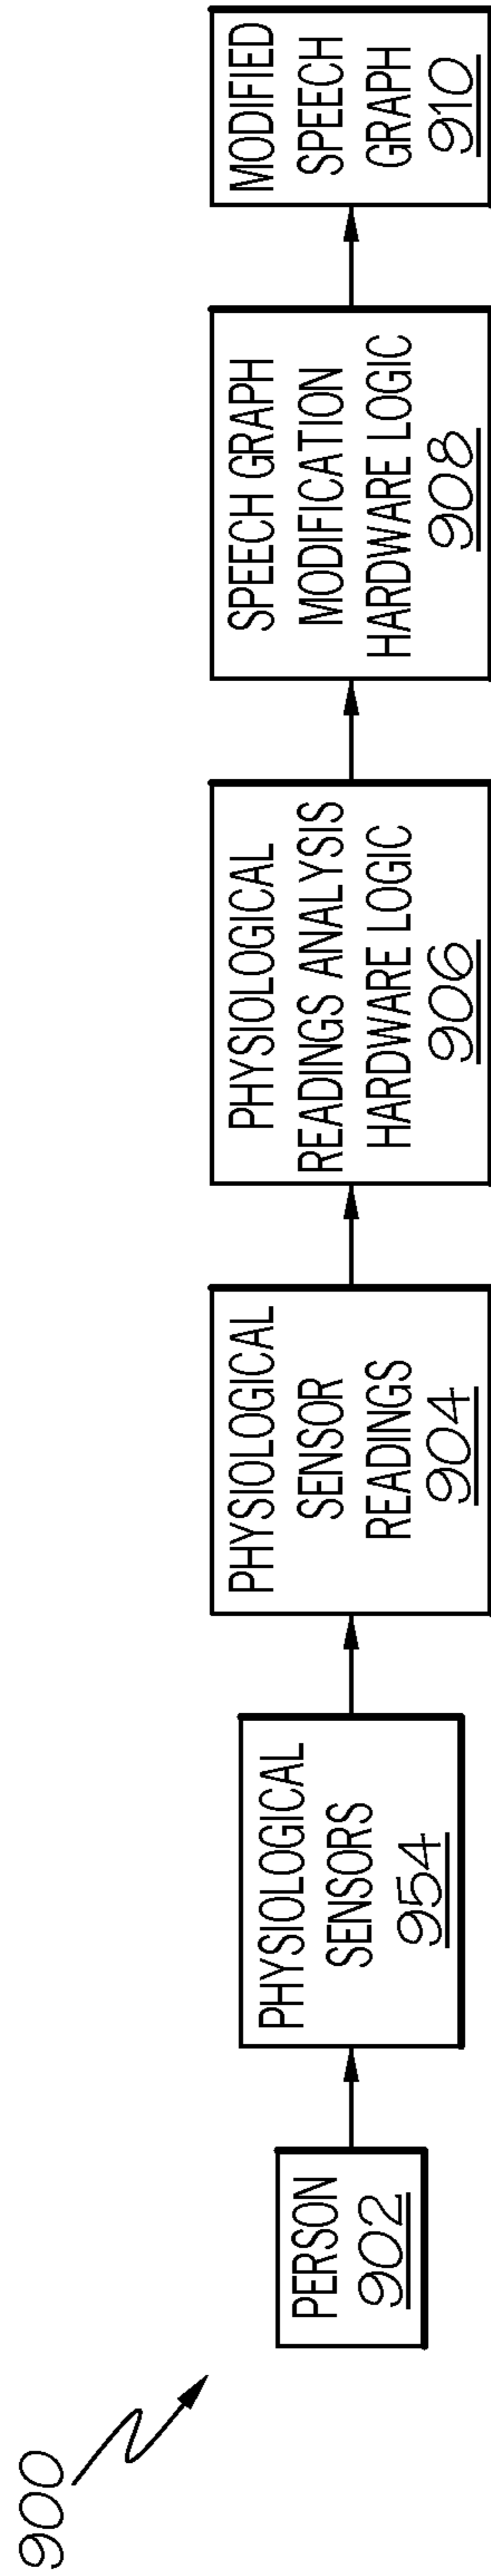 900
PERSON
902
PHYSIOLOGICAL
SENSORS
954
PHYSIOLOGICAL
SENSOR
READINGS
904
PHYSIOLOGICAL
READINGS ANALYSIS
HARDWARE LOGIC
906
SPEECH GRAPH
MODIFICATION
HARDWARE LOGIC
908
MODIFIED
SPEECH
GRAPH
910